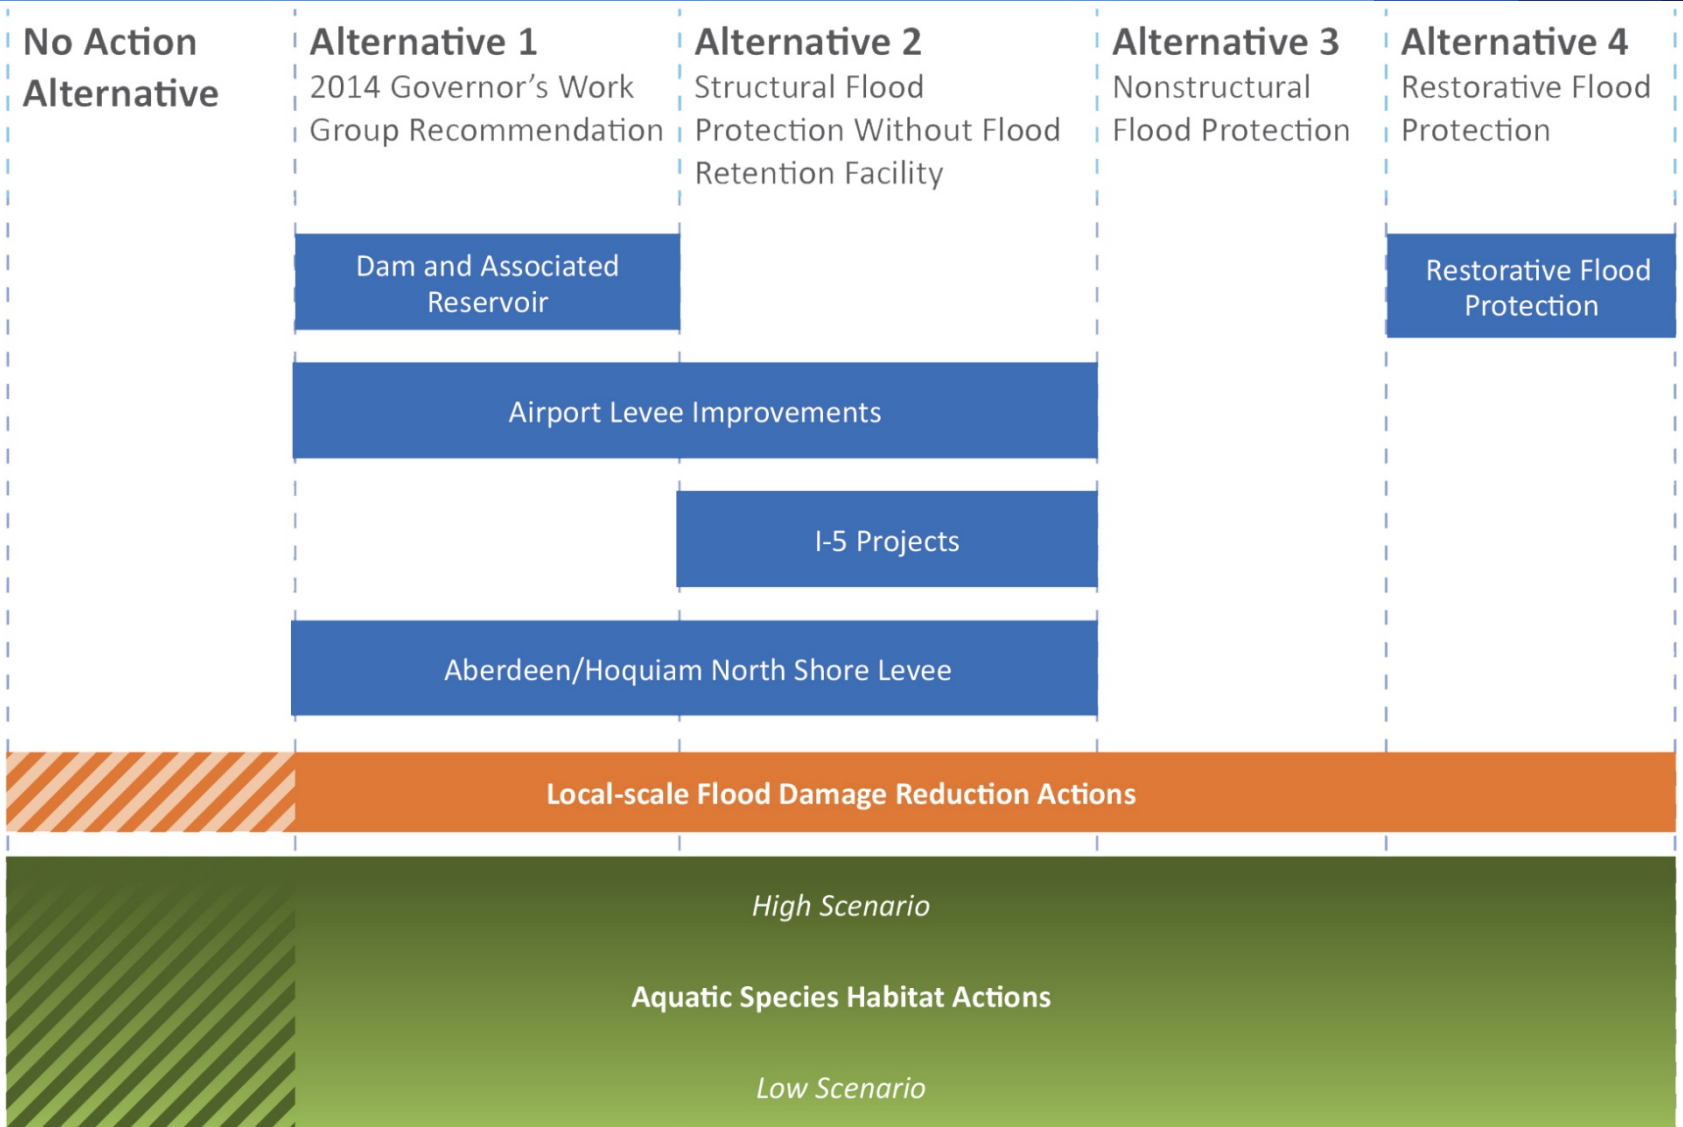 No Action
Alternative
Alternative 1
2014 Governor’s Work
Group Recommendation
Alternative 2
Structural Flood
Protection Without Flood
Retention Facility
Alternative 3
Nonstructural
Flood Protection
Alternative 4
Restorative Flood
Protection
Dam and Associated
Reservoir
Restorative Flood
Protection
Airport Levee Improvements
I-5 Projects
Aberdeen/Hoquiam North Shore Levee
Local-scale Flood Damage Reduction Actions
High Scenario
Aquatic Species Habitat Actions
Low Scenario